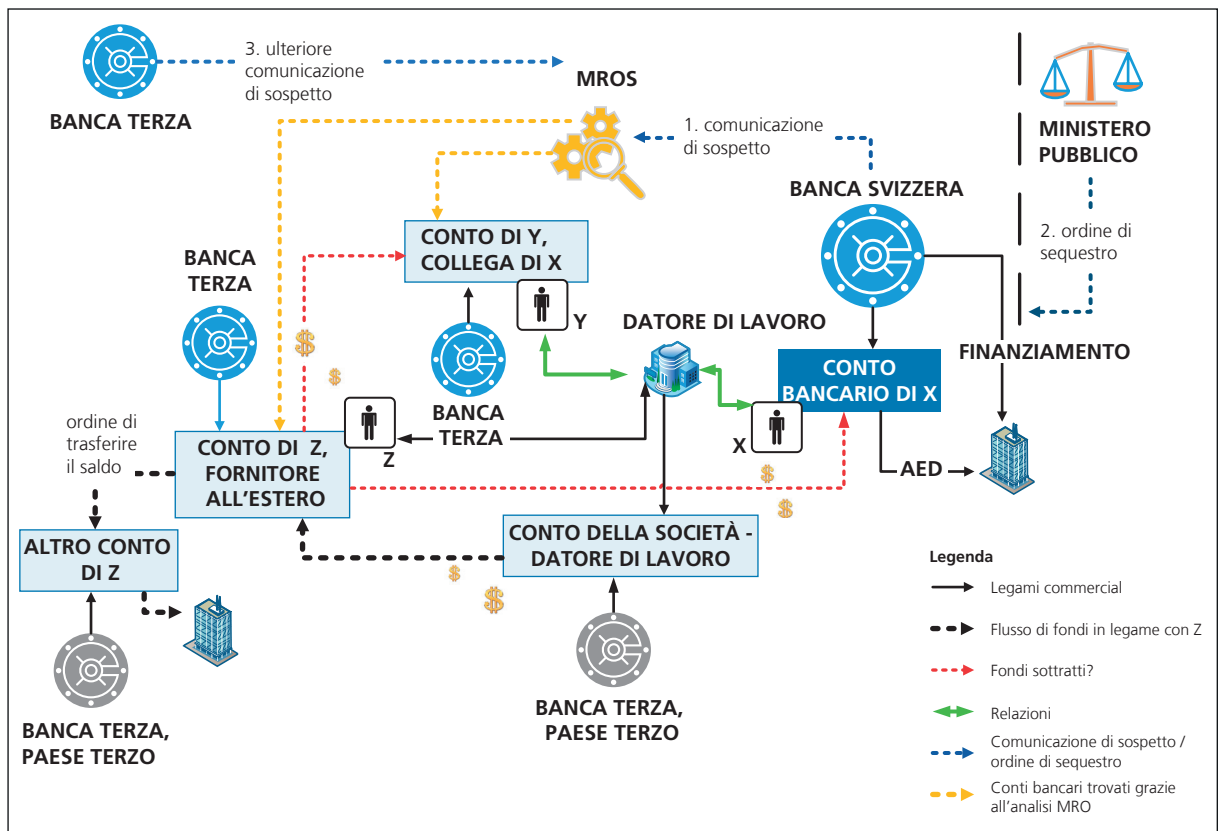 3. ulteriore
comunicazione
di sospetto
BANCA TERZA
MROS
1. comunicazione
di sospetto
MINISTERO
PUBBLICO
BANCA SVIZZERA
2. ordine di
sequestro
CONTO DI Y,
COLLEGA DI X
BANCA
TERZA
Y
DATORE DI LAVORO
FINANZIAMENTO
CONTO
BANCARIO DI X
BANCA
TERZA
ordine di
trasferire
il saldo
CONTO DI Z,
FORNITORE
ALL'ESTERO
Z
X
$
$
$
$
$
$
AED
ALTRO CONTO
DI Z
CONTO DELLA SOCIETÀ -
DATORE DI LAVORO
BANCA TERZA,
PAESE TERZO
BANCA TERZA,
PAESE TERZO
Legenda
Legami commercial
Flusso di fondi in legame con Z
Fondi sottratti?
Relazioni
Comunicazione di sospetto /
ordine di sequestro
Conti bancari trovati grazie
all'analisi MRO